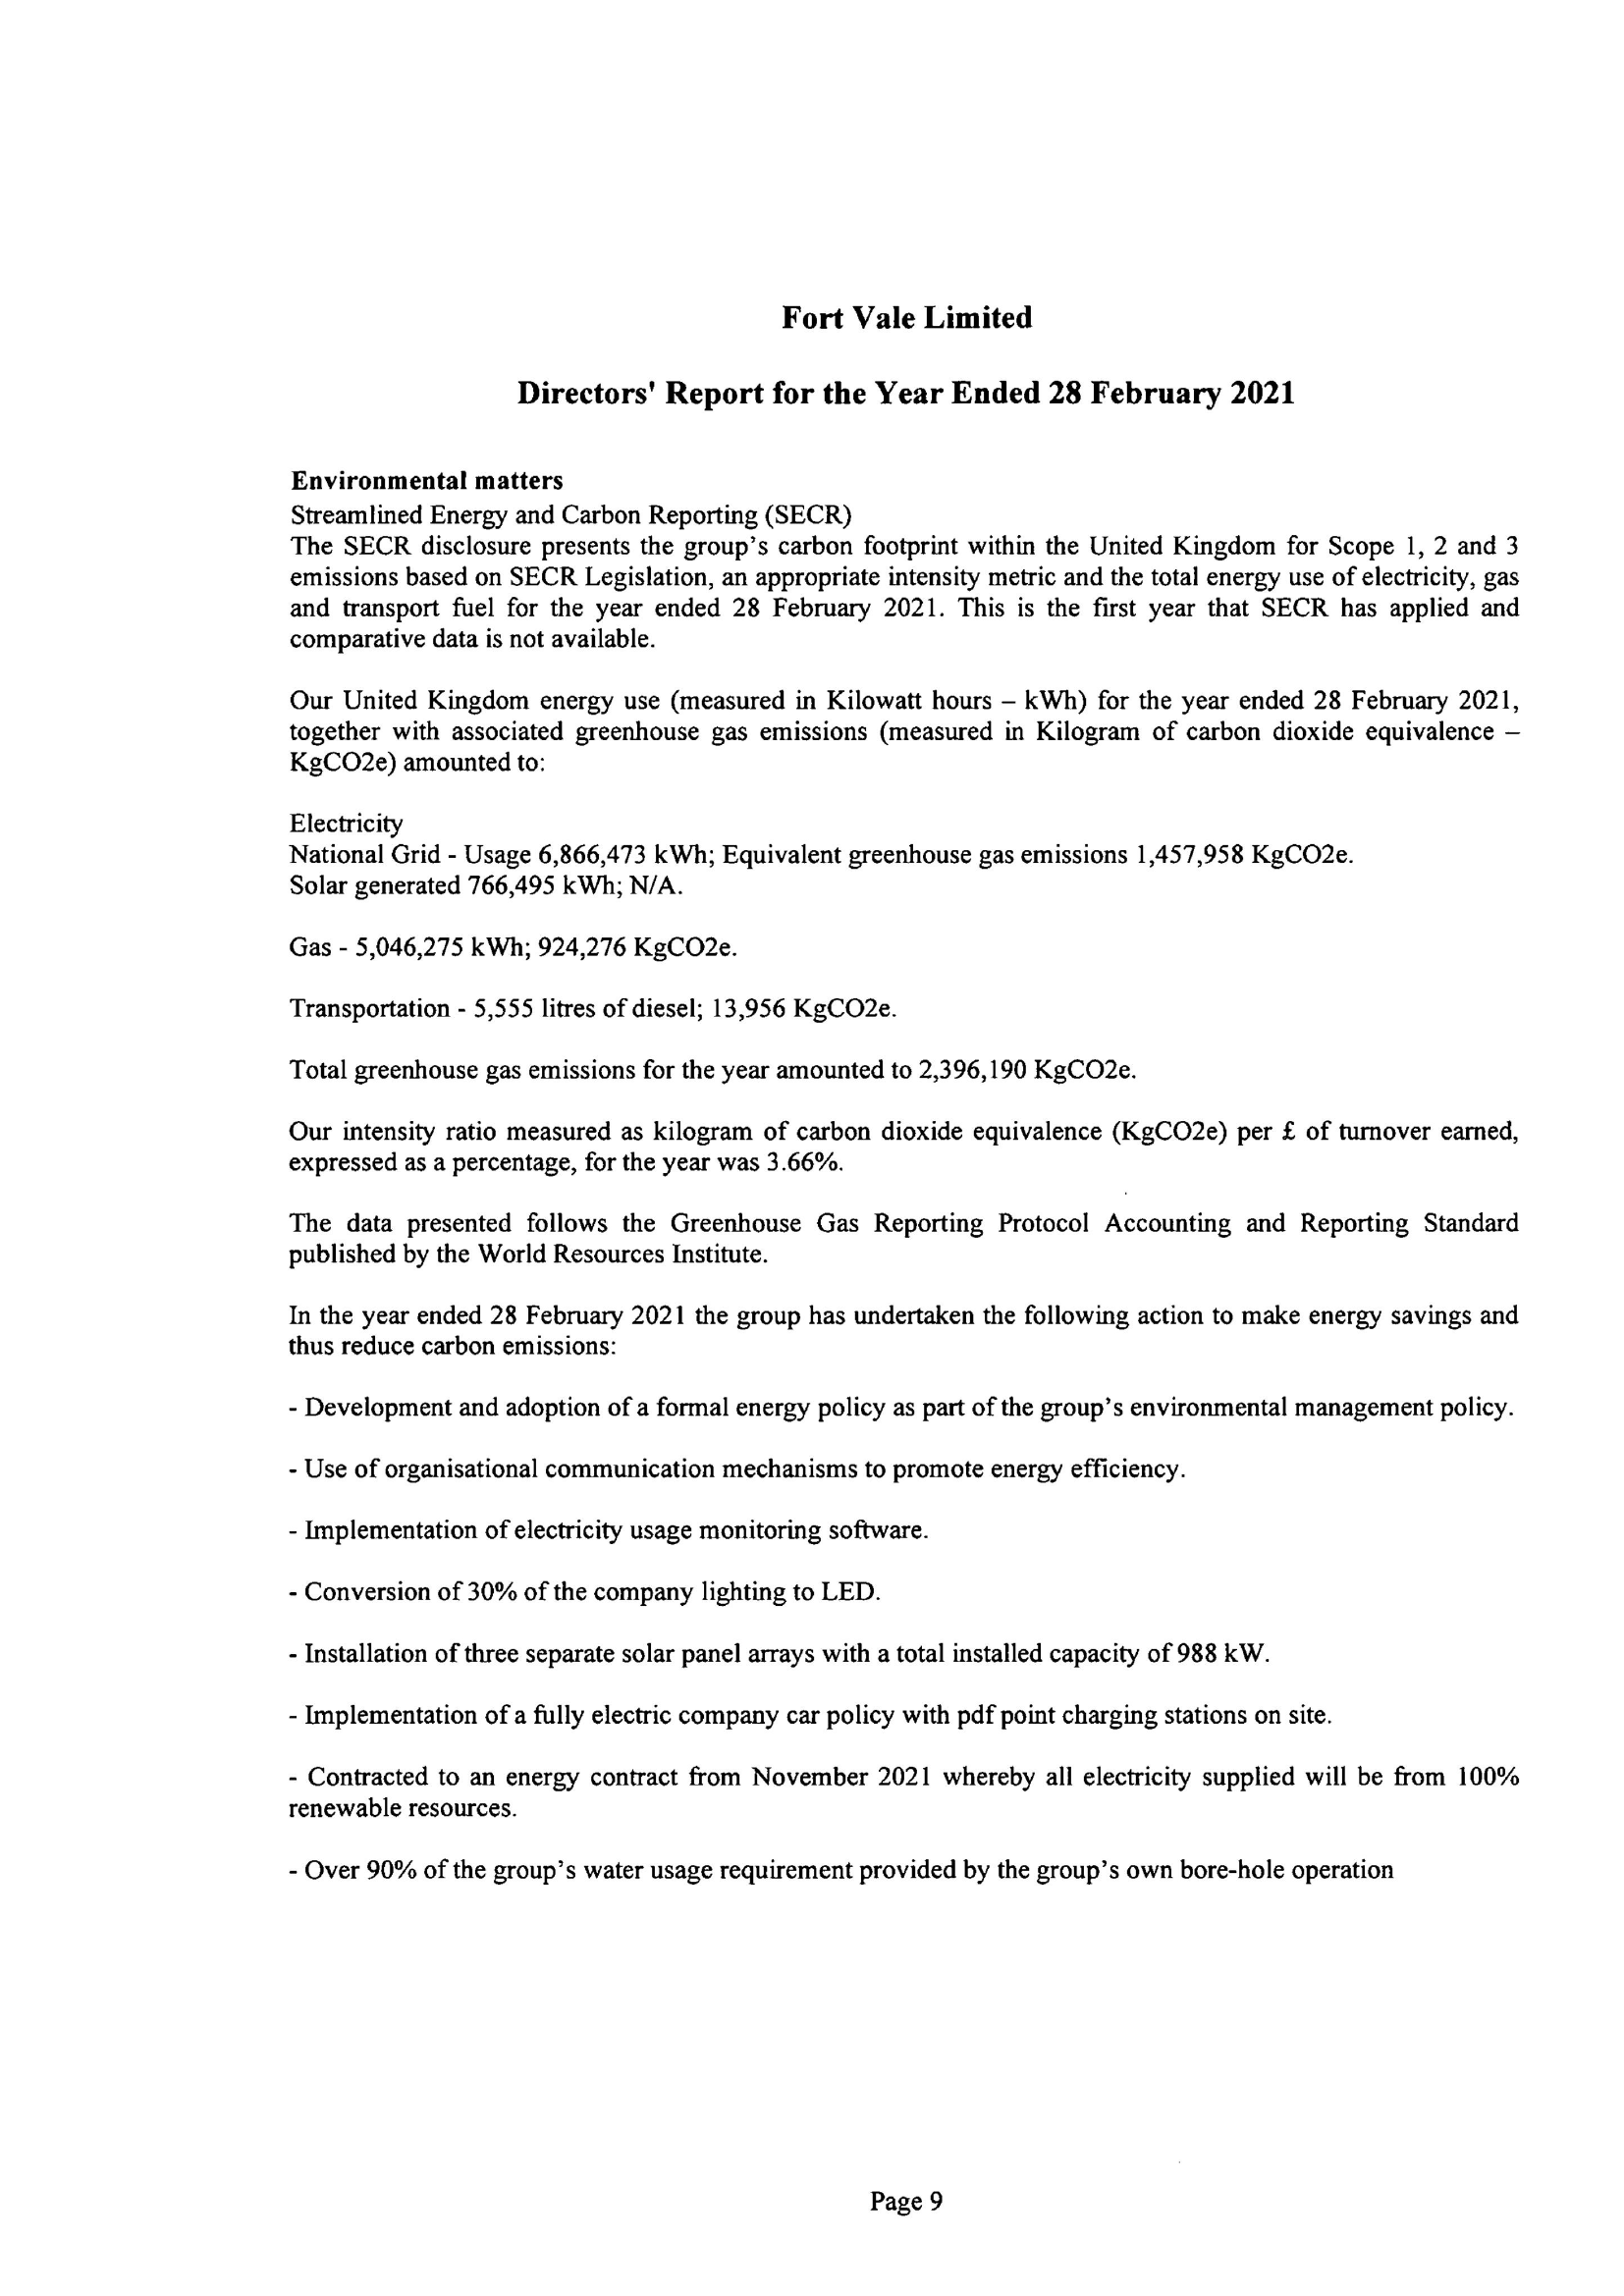 Fort Vale Limited
Directors' Report for the Year Ended 28 February 2021
Environmental matters
Streamlined Energy and Carbon Reporting (SECR)
The SECR disclosure presents the group's carbon footprint within the United Kingdom for Scope 1, 2 and 3
emissions based on SECR Legislation, an appropriate intensity metric and the total energy use of electricity, gas
and transport fuel for the year ended 28 February 2021. This is the first year that SECR has applied and
comparative data is not available.
Our United Kingdom energy use (measured in Kilowatt hours – kWh) for the year ended 28 February 2021,
together with associated greenhouse gas emissions (measured in Kilogram of carbon dioxide equivalence –
KgCO2e) amounted to:
Electricity
National Grid - Usage 6,866,473 kWh; Equivalent greenhouse gas emissions 1,457,958 KgCO2e.
Solar generated 766,495 kWh; N/A.
Gas - 5,046,275 kWh; 924,276 KgCO2e.
Transportation - 5,555 litres of diesel; 13,956 KgCO2e.
Total greenhouse gas emissions for the year amounted to 2,396,190 KgCO2e.
Our intensity ratio measured as kilogram of carbon dioxide equivalence (KgCO2e) per £ of turnover earned,
expressed as a percentage, for the year was 3.66%.
The data presented follows the Greenhouse Gas Reporting Protocol Accounting and Reporting Standard
published by the World Resources Institute.
In the year ended 28 February 2021 the group has undertaken the following action to make energy savings and
thus reduce carbon emissions:
- Development and adoption of a formal energy policy as part of the group's environmental management policy.
- Use of organisational communication mechanisms to promote energy efficiency.
- Implementation of electricity usage monitoring software.
- Conversion of 30% of the company lighting to LED.
- Installation of three separate solar panel arrays with a total installed capacity of 988 kW.
- Implementation of a fully electric company car policy with pdf point charging stations on site.
- Contracted to an energy contract from November 2021 whereby all electricity supplied will be from 100%
renewable resources.
- Over 90% of the group's water usage requirement provided by the group's own bore-hole operation
Page 9